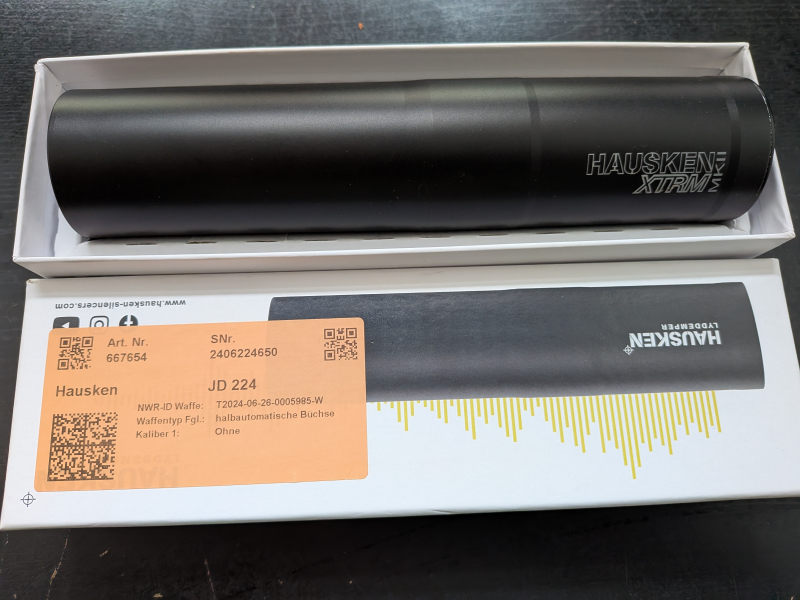 HAUSKEN
XTRM
MKII
www.hausken-silencers.com
HAUSKEN
LYDDEMPER
Art. Nr.
667654
SNr.
2406224650
Hausken
JD 224
NWR-ID Waffe: T2024-06-26-0005985-W
Waffentyp Fgl.: halbautomatische Büchse
Kaliber 1: Ohne